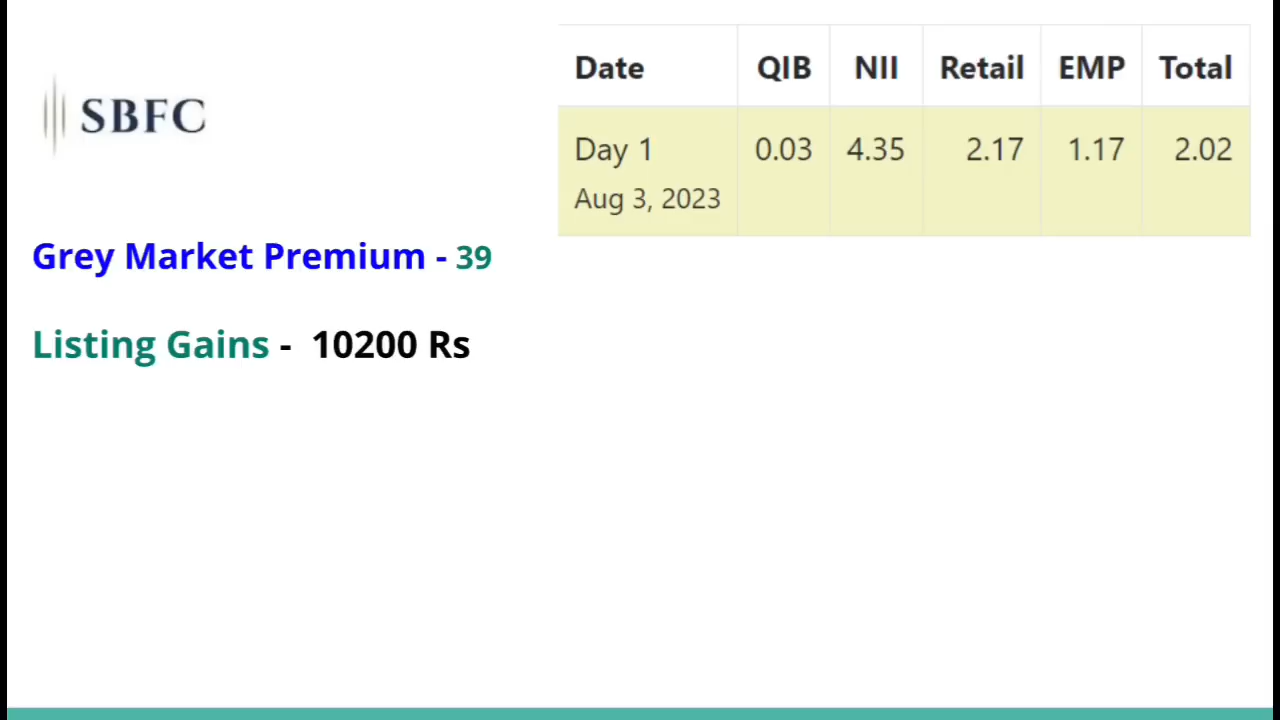 SBFC
Grey Market Premium - 39
Listing Gains - 10200 Rs
Date QIB NII Retail EMP Total
Day 1 0.03 4.35 2.17 1.17 2.02
Aug 3, 2023